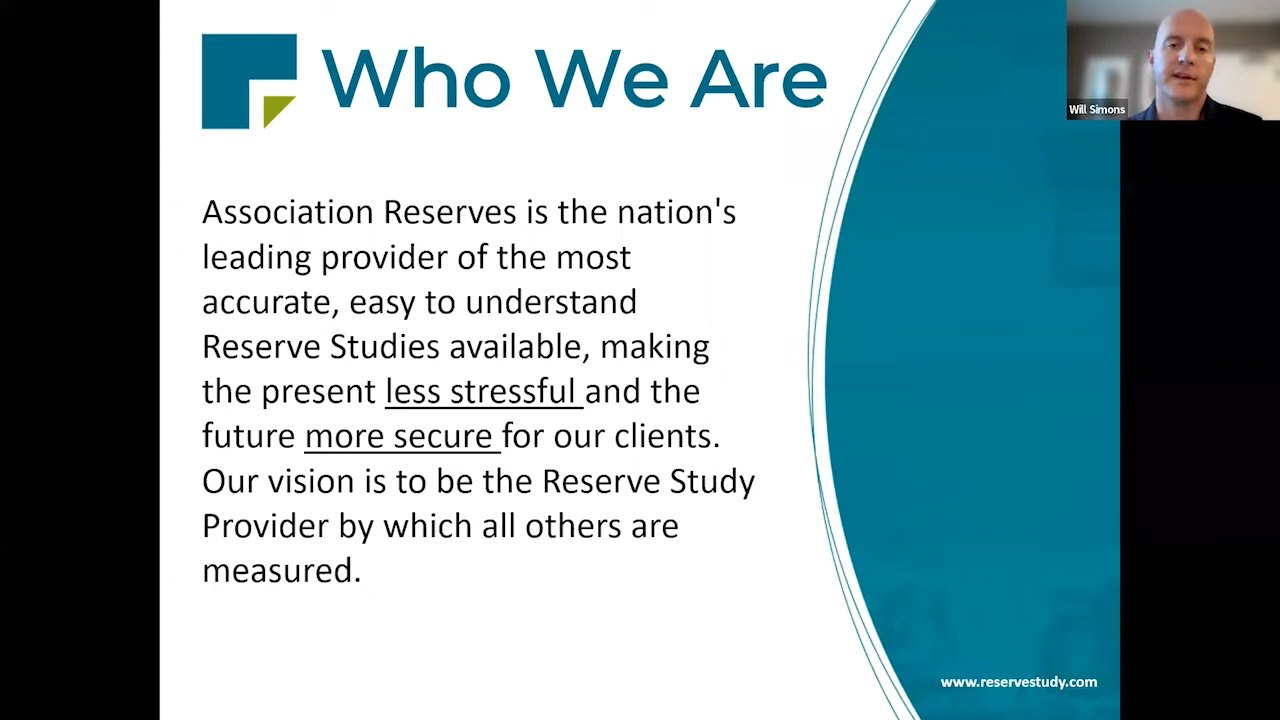 Who We Are
Will Simons
Association Reserves is the nation's
leading provider of the most
accurate, easy to understand
Reserve Studies available, making
the present less stressful and the
future more secure for our clients.
Our vision is to be the Reserve Study
Provider by which all others are
measured.
www.reservestudy.com